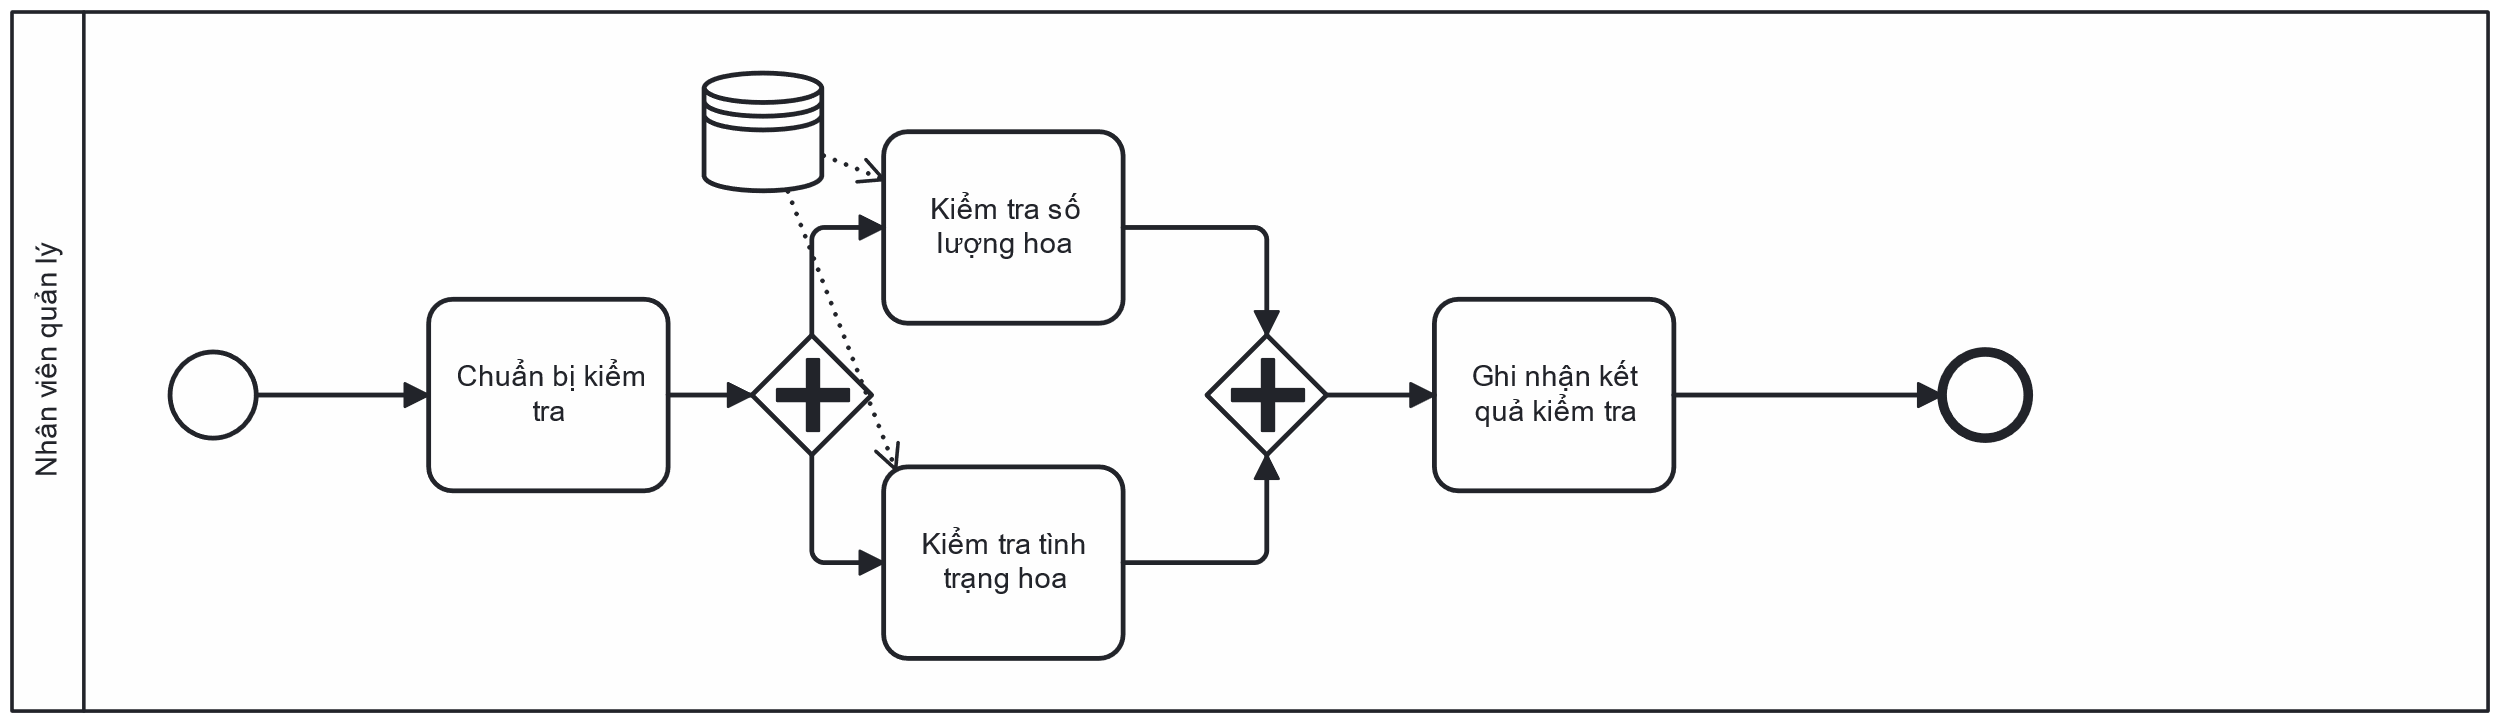 Nhân viên quản lý
Chuẩn bị kiểm
tra
Kiểm tra số
lượng hoa
Kiểm tra tình
trạng hoa
Ghi nhận kết
quả kiểm tra